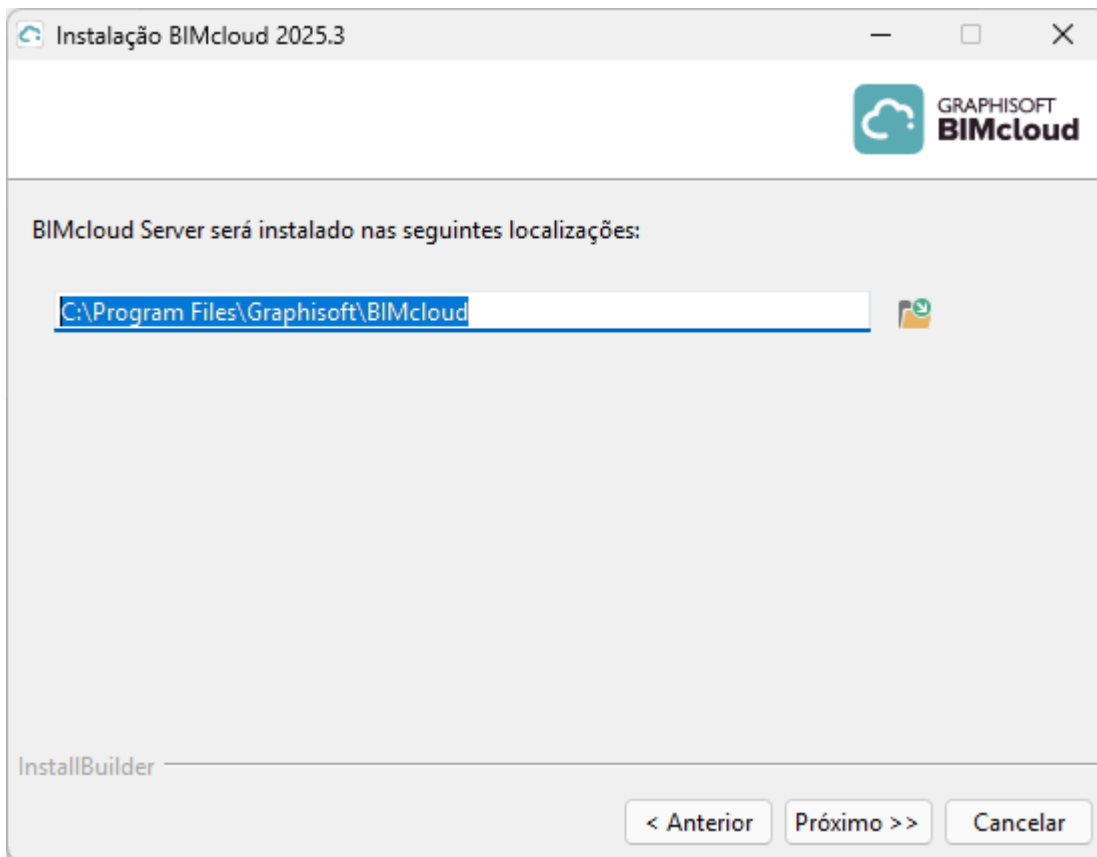 Instalação BIMcloud 2025.3
GRAPHISOFT
BIMcloud
BIMcloud Server será instalado nas seguintes localizações:
C:\Program Files\Graphisoft\BIMcloud
InstallBuilder
< Anterior
Próximo >>
Cancelar